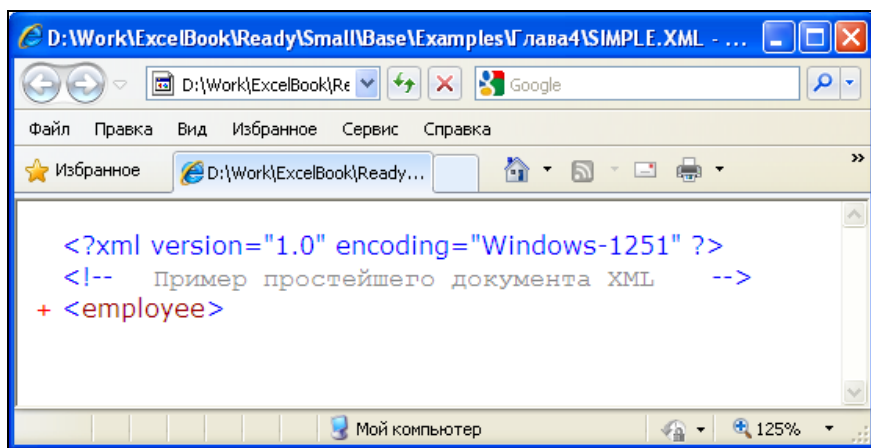 D:\Work\ExcelBook\Ready\Small\Base\Examples\Глава4\SIMPLE.XML - ...
D:\Work\ExcelBook\Re Google
Файл Правка Вид Избранное Сервис Справка
Избранное D:\Work\ExcelBook\Ready... »
<?xml version="1.0" encoding="Windows-1251" ?>
<!-- Пример простейшего документа XML -->
+ <employee>
Мой компьютер 125%